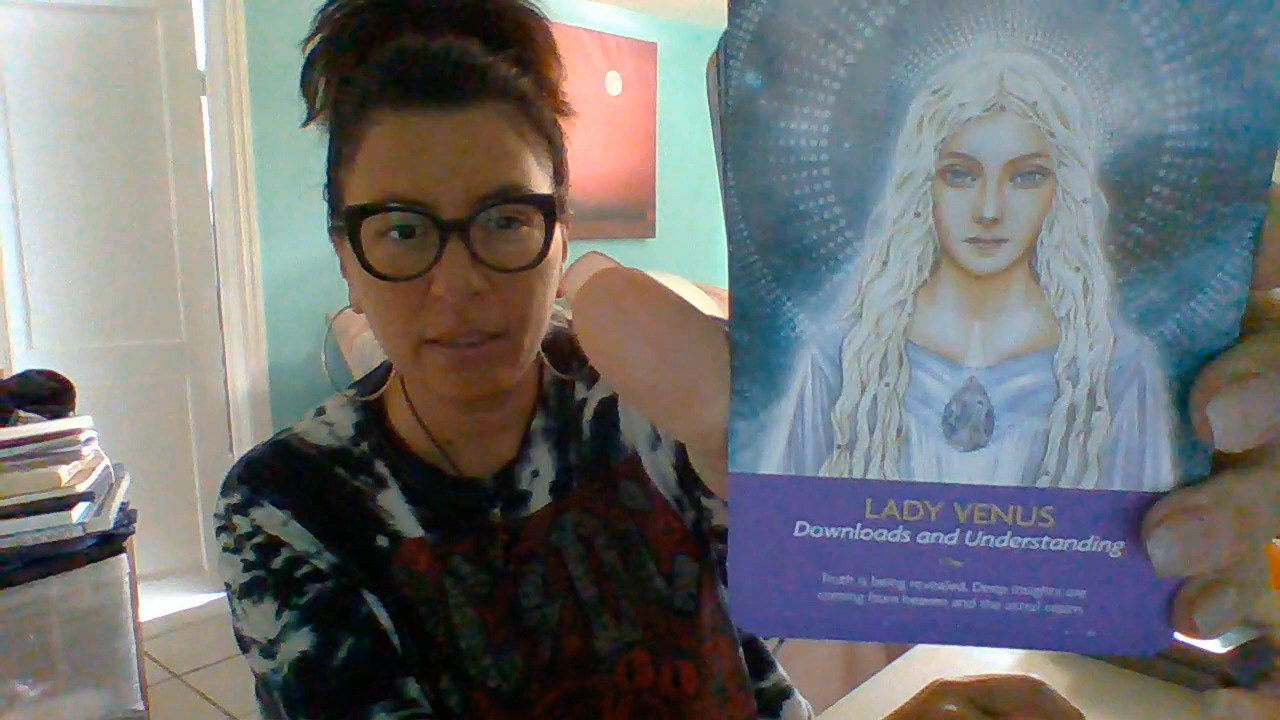 LADY VENUS
Downloads and Understanding
Truth is being revealed. Deep insights are
coming from heaven and the astral realm.